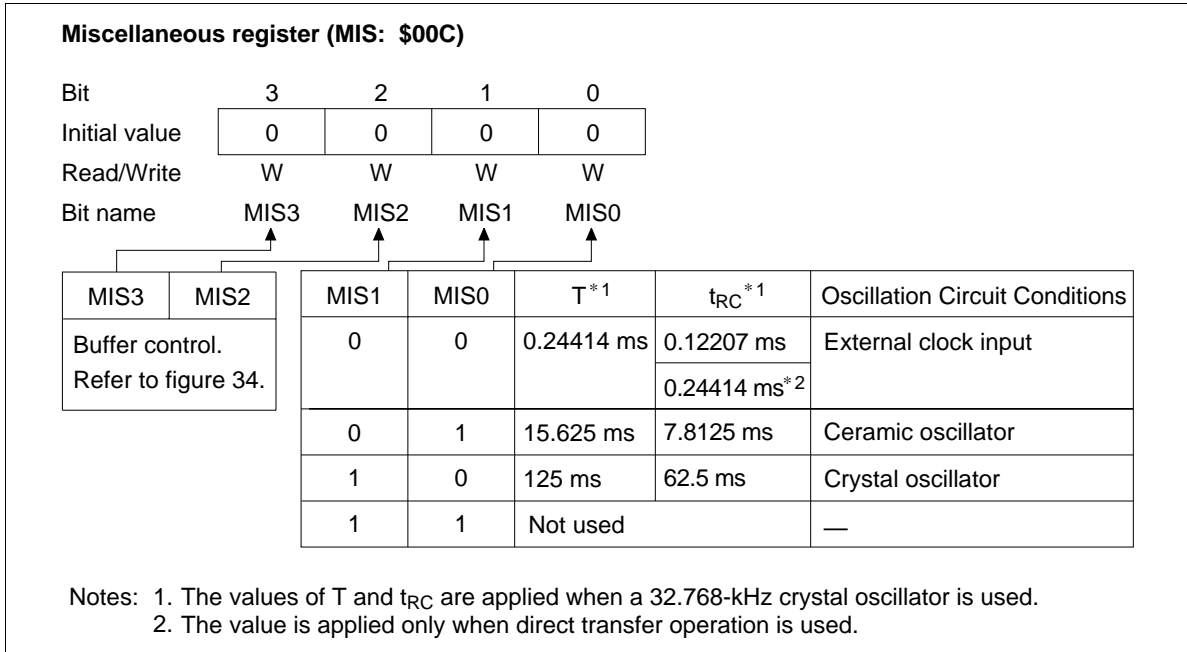 Miscellaneous register (MIS: $00C)
Bit 3 2 1 0
Initial value 0 0 0 0
Read/Write W W W W
Bit name MIS3 MIS2 MIS1 MIS0
MIS3 MIS2
Buffer control.
Refer to figure 34.
MIS1 MIS0 T*1 tRC*1 Oscillation Circuit Conditions
0 0 0.24414 ms 0.12207 ms External clock input
0.24414 ms*2
0 1 15.625 ms 7.8125 ms Ceramic oscillator
1 0 125 ms 62.5 ms Crystal oscillator
1 1 Not used —
Notes: 1. The values of T and tRC are applied when a 32.768-kHz crystal oscillator is used.
2. The value is applied only when direct transfer operation is used.